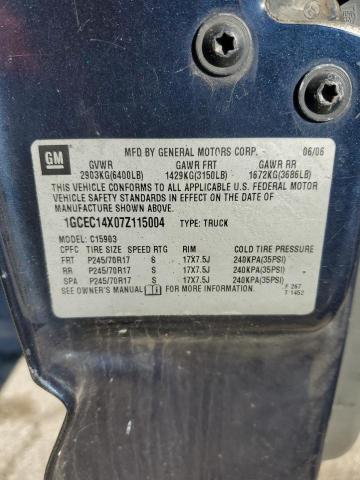 GM
MFD BY GENERAL MOTORS CORP. 06/06
GVWR GAWR FRT GAWR RR
2903KG(6400LB) 1429KG(3150LB) 1672KG(3686LB)
THIS VEHICLE CONFORMS TO ALL APPLICABLE U.S. FEDERAL MOTOR
VEHICLE SAFETY STANDARDS IN EFFECT ON THE DATE OF
MANUFACTURE SHOWN ABOVE.
1GCEC14X07Z115004 TYPE: TRUCK
MODEL: C15903
CPFC TIRE SIZE SPEED RTG RIM COLD TIRE PRESSURE
FRT P245/70R17 S 17X7.5J 240KPA(35PSI)
RR P245/70R17 S 17X7.5J 240KPA(35PSI)
SPA P245/70R17 S 17X7.5J 240KPA(35PSI)
SEE OWNER'S MANUAL FOR MORE INFORMATION.
F 267
T 1452